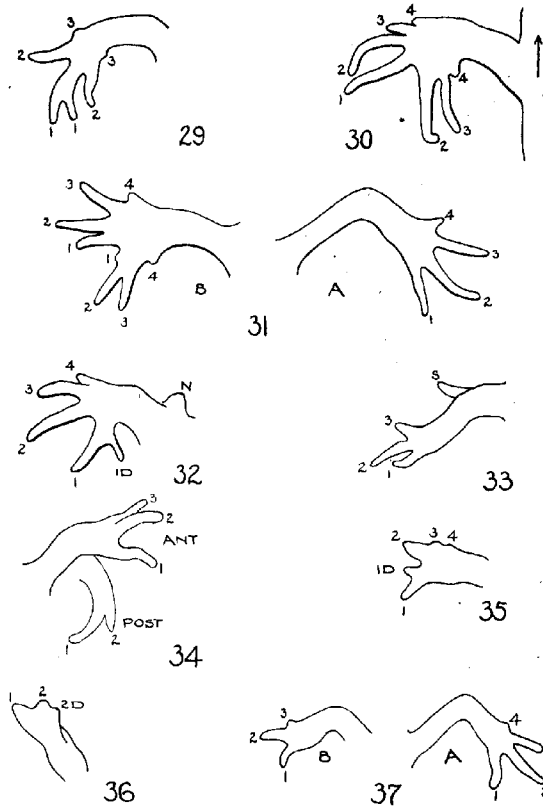 3 4
2 3 3 4
1 1 2 2 1 2 3
29 30
3 4 4
2 3
1 1 4 2
2 3 B A 1
31
4 N S
3 3
2 2 1
1 1D 32 33
3 2 3 4
2
ANT 1D
1 1
POST 35
1 2
34
1 2 2D 3 4
2
1 B A 1 2
36 37